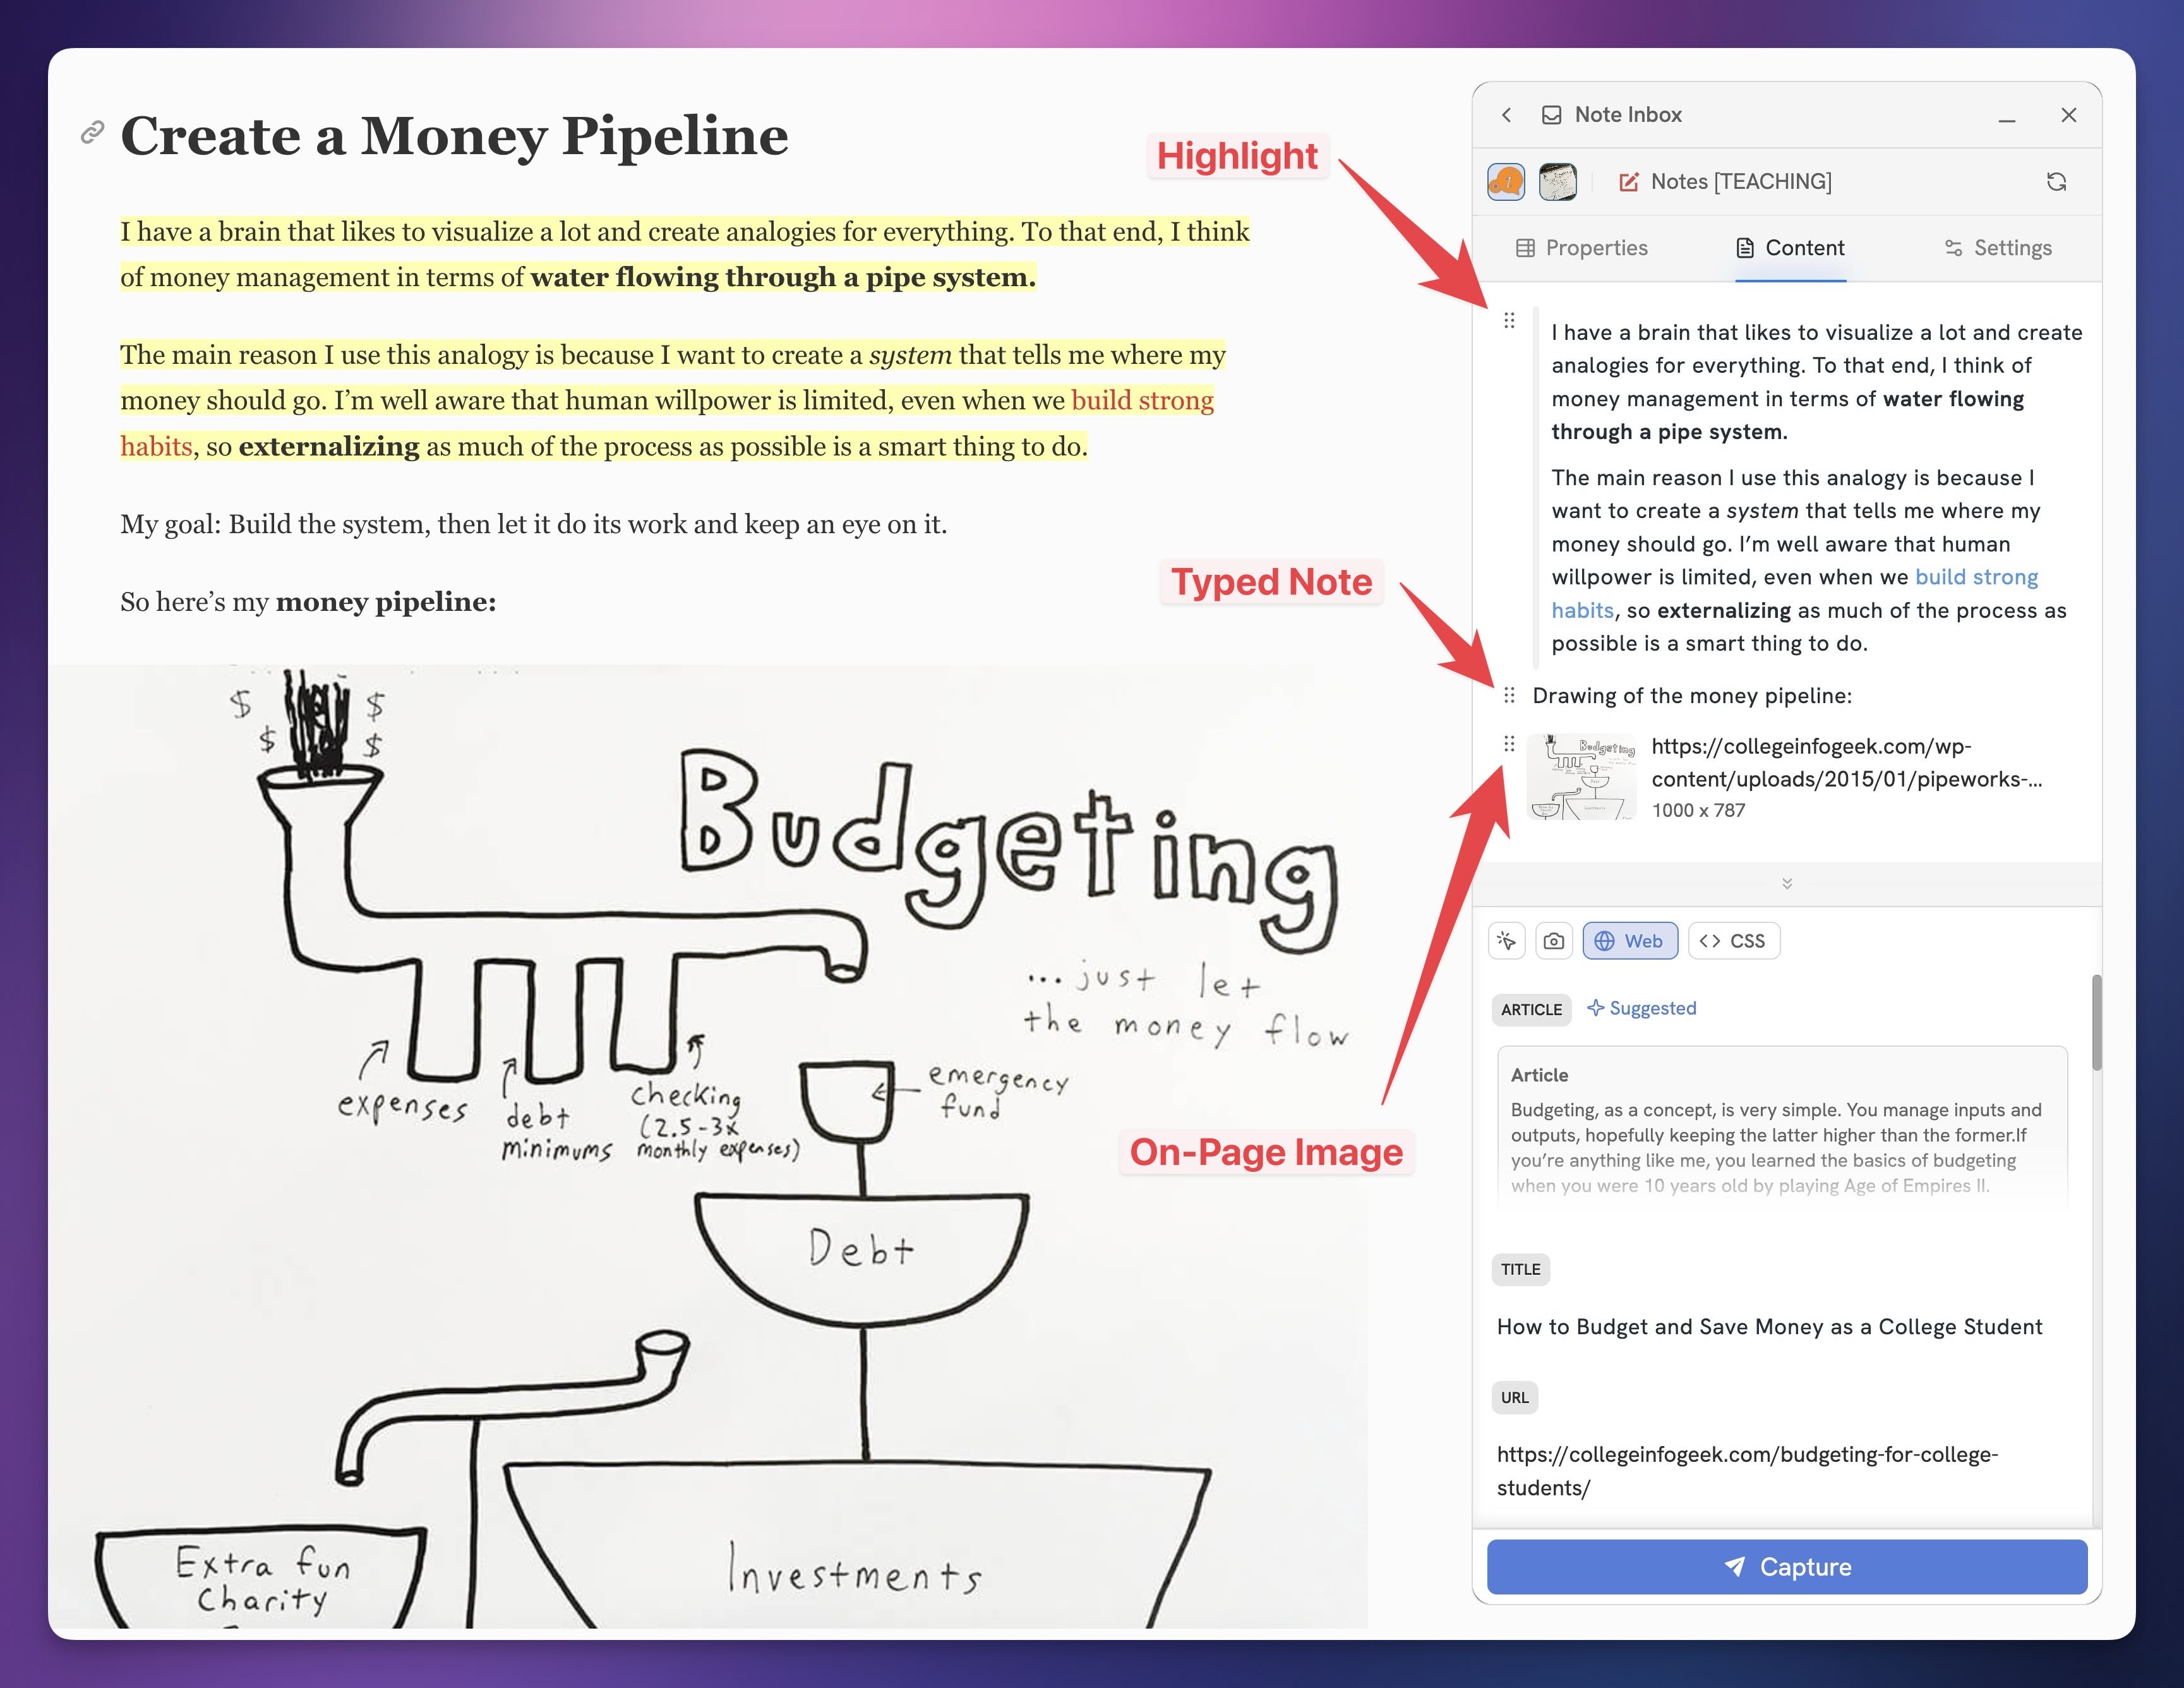 Create a Money Pipeline
I have a brain that likes to visualize a lot and create analogies for everything. To that end, I think
of money management in terms of water flowing through a pipe system.
The main reason I use this analogy is because I want to create a system that tells me where my
money should go. I’m well aware that human willpower is limited, even when we build strong
habits, so externalizing as much of the process as possible is a smart thing to do.
My goal: Build the system, then let it do its work and keep an eye on it.
So here’s my money pipeline:
$ $
$ $
Budgeting
...just let
the money flow
expenses
debt
minimums
checking
(2.5-3x
monthly expenses)
emergency
fund
Debt
Investments
Extra fun
Charity
Highlight
Typed Note
On-Page Image
Note Inbox
Notes [TEACHING]
Properties
Content
Settings
I have a brain that likes to visualize a lot and create
analogies for everything. To that end, I think of
money management in terms of water flowing
through a pipe system.
The main reason I use this analogy is because I
want to create a system that tells me where my
money should go. I’m well aware that human
willpower is limited, even when we build strong
habits, so externalizing as much of the process as
possible is a smart thing to do.
Drawing of the money pipeline:
Budgeting
https://collegeinfogeek.com/wp-
content/uploads/2015/01/pipeworks-...
1000 x 787
Web
<> CSS
ARTICLE
Suggested
Article
Budgeting, as a concept, is very simple. You manage inputs and
outputs, hopefully keeping the latter higher than the former.If
you’re anything like me, you learned the basics of budgeting
when you were 10 years old by playing Age of Empires II.
TITLE
How to Budget and Save Money as a College Student
URL
https://collegeinfogeek.com/budgeting-for-college-
students/
Capture